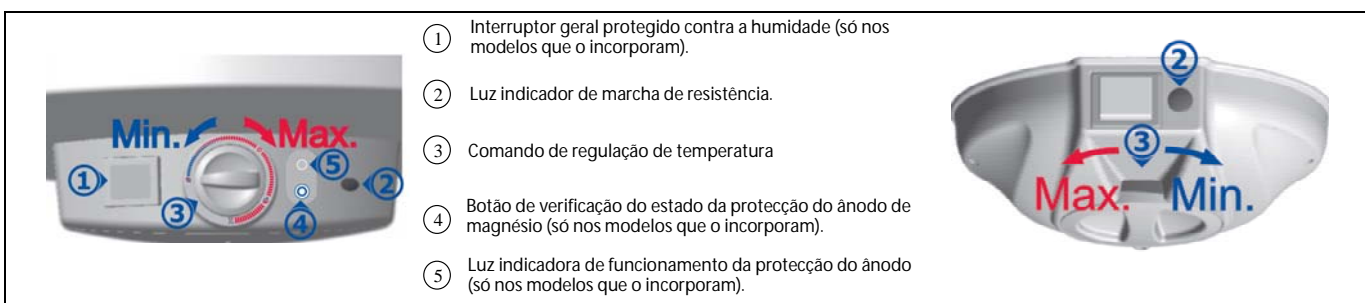 Min. Max.
1
3
5
4
2
1 Interruptor geral protegido contra a humidade (só nos
modelos que o incorporam).
2 Luz indicador de marcha de resistência.
3 Comando de regulação de temperatura
4 Botão de verificação do estado da protecção do ânodo de
magnésio (só nos modelos que o incorporam).
5 Luz indicadora de funcionamento da protecção do ânodo
(só nos modelos que o incorporam).
2
3
Max. Min.